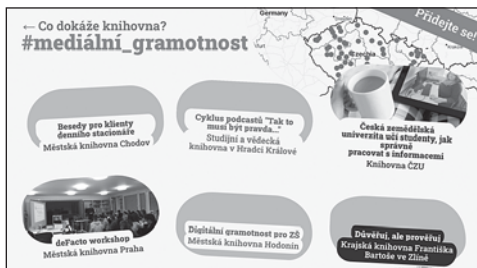 ← Co dokáže knihovna?
#mediální_gramotnost
Přidejte se!
Germany
Czechia
Besedy pro klienty
denního stacionáře
Městská knihovna Chodov
Cyklus podcastů "Tak to
musí být pravda..."
Studijní a vědecká
knihovna v Hradci Králové
Česká zemědělská
univerzita učí studenty, jak
správně
pracovat s informacemi
Knihovna ČZU
deFacto workshop
Městská knihovna Praha
Digitální gramotnost pro ZŠ
Městská knihovna Hodonín
Důvěřuj, ale prověřuj
Krajská knihovna Františka
Bartoše ve Zlíně